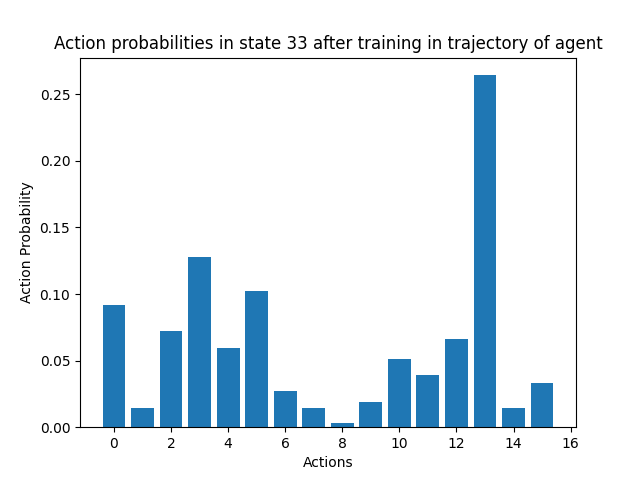 Action probabilities in state 33 after training in trajectory of agent
0.25
0.20
0.15
0.10
0.05
0.00
Action Probability
0 2 4 6 8 10 12 14 16
Actions